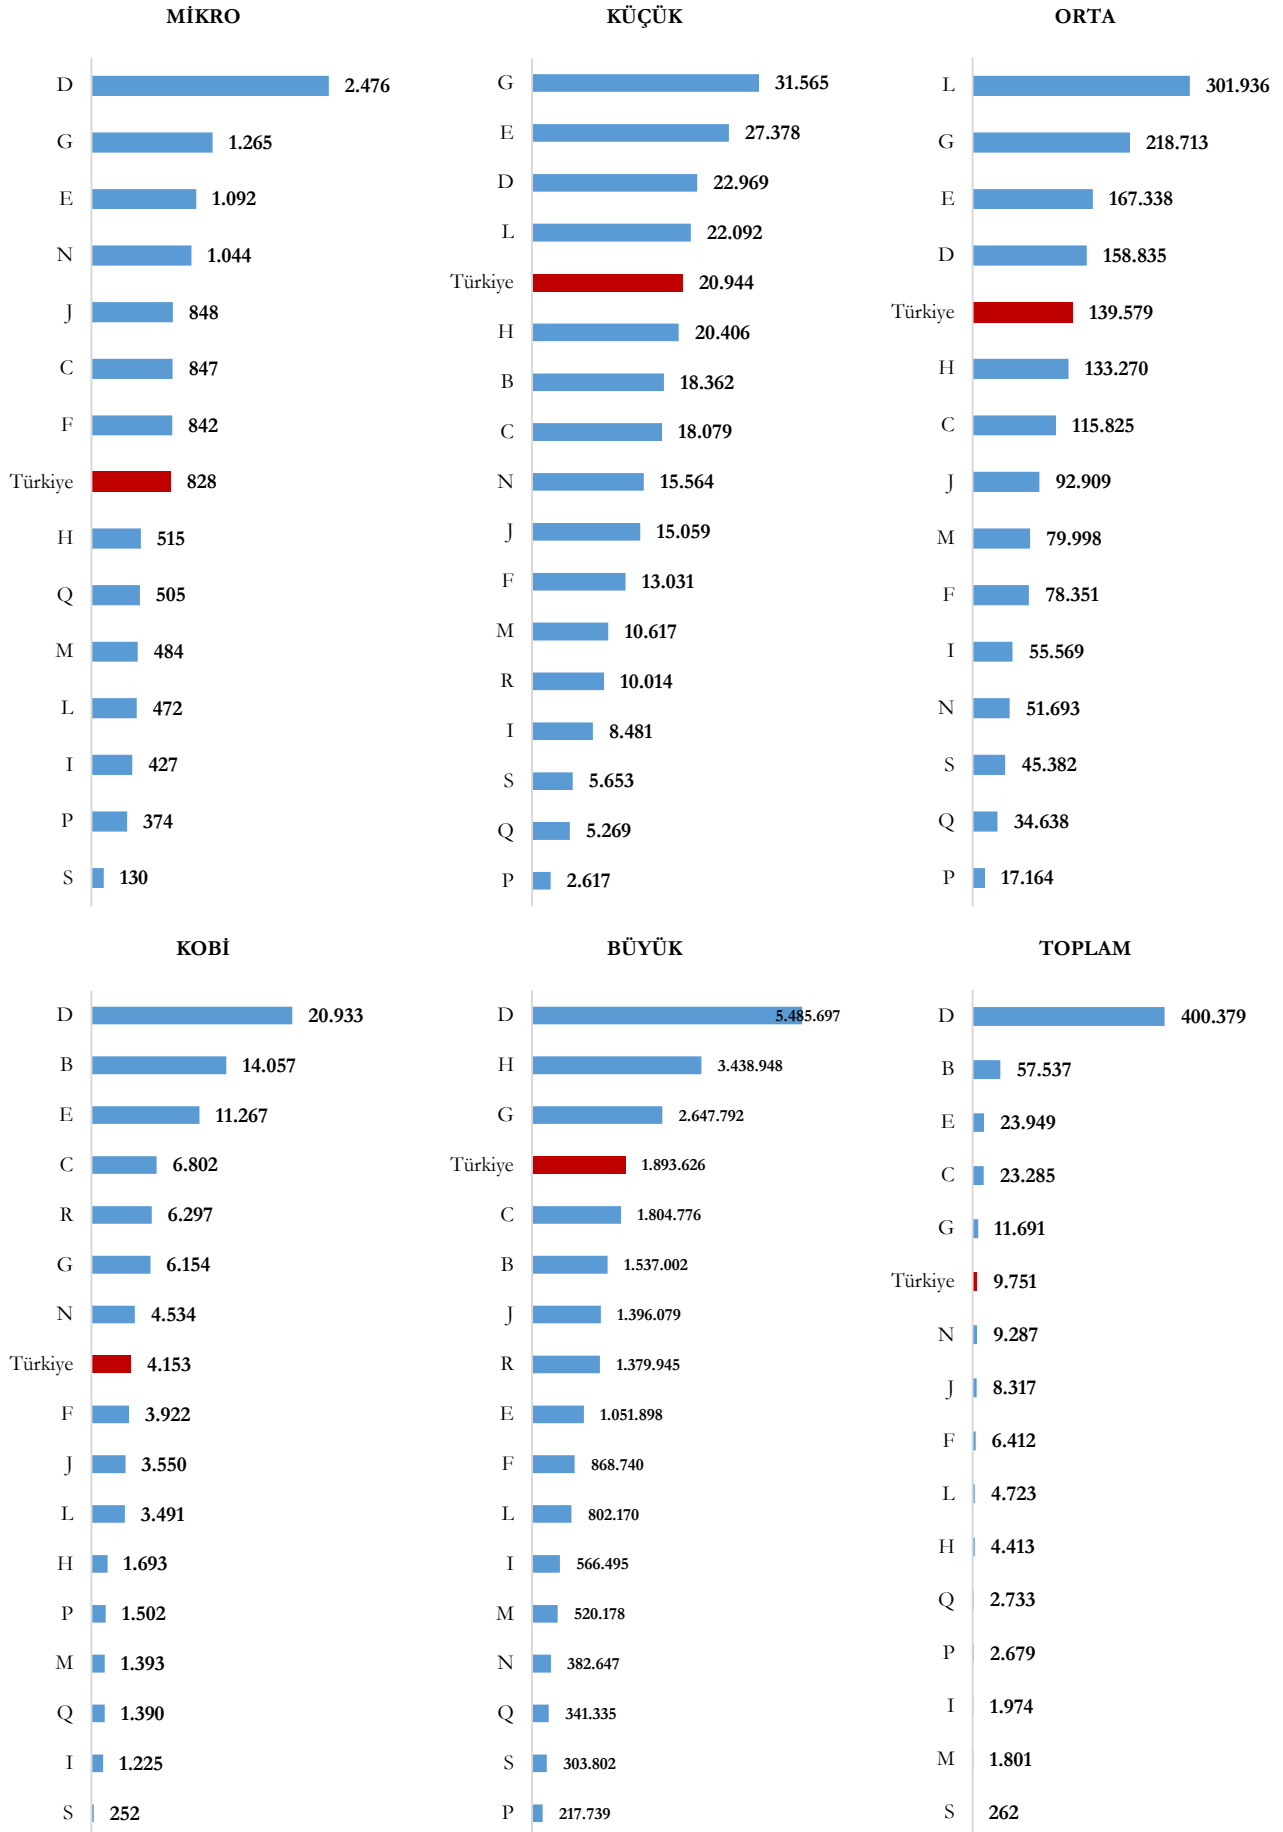 MİKRO
D 2.476
G 1.265
E 1.092
N 1.044
J 848
C 847
F 842
Türkiye 828
H 515
Q 505
M 484
L 472
I 427
P 374
S 130
KÜÇÜK
G 31.565
E 27.378
D 22.969
L 22.092
Türkiye 20.944
H 20.406
B 18.362
C 18.079
N 15.564
J 15.059
F 13.031
M 10.617
R 10.014
I 8.481
S 5.653
Q 5.269
P 2.617
ORTA
L 301.936
G 218.713
E 167.338
D 158.835
Türkiye 139.579
H 133.270
C 115.825
J 92.909
M 79.998
F 78.351
I 55.569
N 51.693
S 45.382
Q 34.638
P 17.164
KOBİ
D 20.933
B 14.057
E 11.267
C 6.802
R 6.297
G 6.154
N 4.534
Türkiye 4.153
F 3.922
J 3.550
L 3.491
H 1.693
P 1.502
M 1.393
Q 1.390
I 1.225
S 252
BÜYÜK
D 5.485.697
H 3.438.948
G 2.647.792
Türkiye 1.893.626
C 1.804.776
B 1.537.002
J 1.396.079
R 1.379.945
E 1.051.898
F 868.740
L 802.170
I 566.495
M 520.178
N 382.647
Q 341.335
S 303.802
P 217.739
TOPLAM
D 400.379
B 57.537
E 23.949
C 23.285
G 11.691
Türkiye 9.751
N 9.287
J 8.317
F 6.412
L 4.723
H 4.413
Q 2.733
P 2.679
I 1.974
M 1.801
S 262